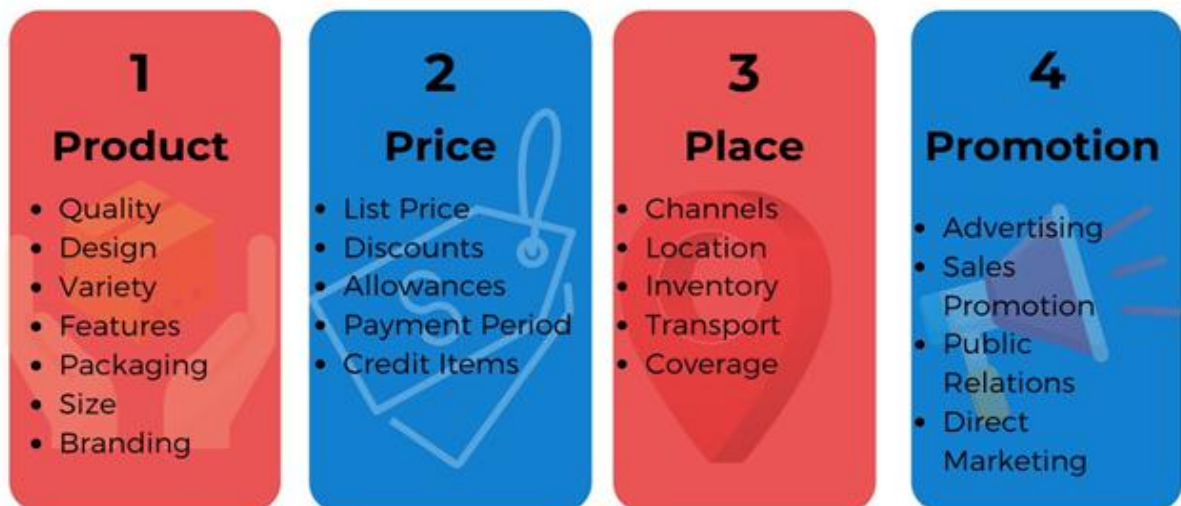 1
Product
• Quality
• Design
• Variety
• Features
• Packaging
• Size
• Branding
2
Price
• List Price
• Discounts
• Allowances
• Payment Period
• Credit Items
3
Place
• Channels
• Location
• Inventory
• Transport
• Coverage
4
Promotion
• Advertising
• Sales
Promotion
• Public
Relations
• Direct
Marketing